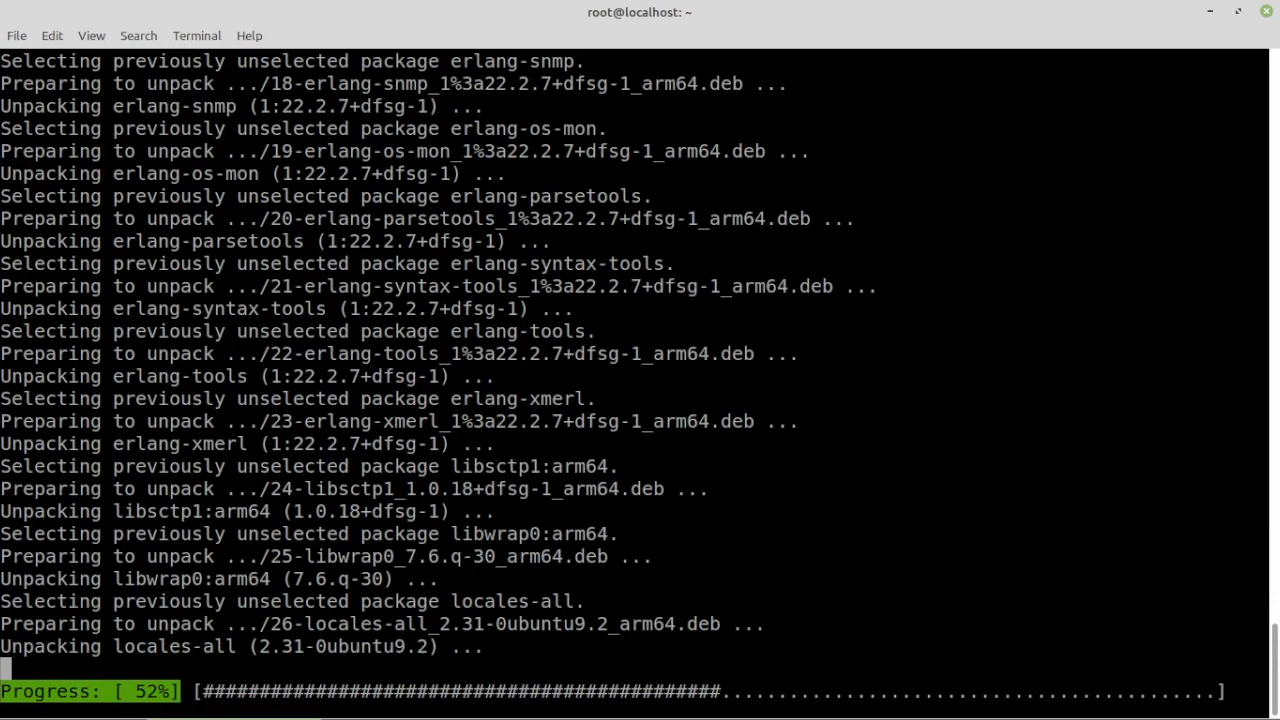 root@localhost: ~
File Edit View Search Terminal Help
Selecting previously unselected package erlang-snmp.
Preparing to unpack .../18-erlang-snmp_1%3a22.2.7+dfsg-1_arm64.deb ...
Unpacking erlang-snmp (1:22.2.7+dfsg-1) ...
Selecting previously unselected package erlang-os-mon.
Preparing to unpack .../19-erlang-os-mon_1%3a22.2.7+dfsg-1_arm64.deb ...
Unpacking erlang-os-mon (1:22.2.7+dfsg-1) ...
Selecting previously unselected package erlang-parsetools.
Preparing to unpack .../20-erlang-parsetools_1%3a22.2.7+dfsg-1_arm64.deb ...
Unpacking erlang-parsetools (1:22.2.7+dfsg-1) ...
Selecting previously unselected package erlang-syntax-tools.
Preparing to unpack .../21-erlang-syntax-tools_1%3a22.2.7+dfsg-1_arm64.deb ...
Unpacking erlang-syntax-tools (1:22.2.7+dfsg-1) ...
Selecting previously unselected package erlang-tools.
Preparing to unpack .../22-erlang-tools_1%3a22.2.7+dfsg-1_arm64.deb ...
Unpacking erlang-tools (1:22.2.7+dfsg-1) ...
Selecting previously unselected package erlang-xmerl.
Preparing to unpack .../23-erlang-xmerl_1%3a22.2.7+dfsg-1_arm64.deb ...
Unpacking erlang-xmerl (1:22.2.7+dfsg-1) ...
Selecting previously unselected package libsctp1:arm64.
Preparing to unpack .../24-libsctp1_1.0.18+dfsg-1_arm64.deb ...
Unpacking libsctp1:arm64 (1.0.18+dfsg-1) ...
Selecting previously unselected package libwrap0:arm64.
Preparing to unpack .../25-libwrap0_7.6.q-30_arm64.deb ...
Unpacking libwrap0:arm64 (7.6.q-30) ...
Selecting previously unselected package locales-all.
Preparing to unpack .../26-locales-all_2.31-0ubuntu9.2_arm64.deb ...
Unpacking locales-all (2.31-0ubuntu9.2) ...
Progress: [ 52%] [##############################################............................................]